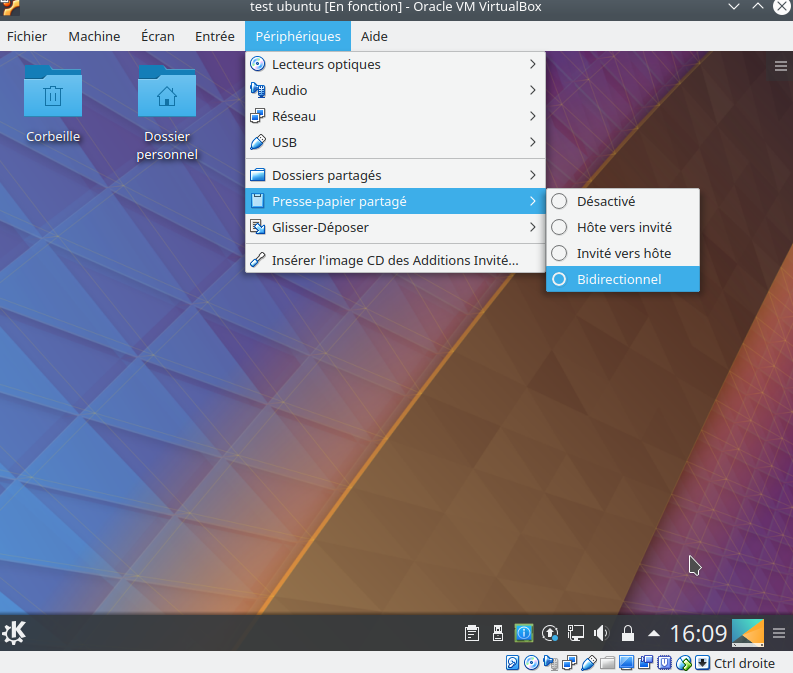 test ubuntu [En fonction] - Oracle VM VirtualBox
Fichier Machine Écran Entrée Périphériques Aide
Lecteurs optiques
Audio
Réseau
USB
Dossiers partagés
Presse-papier partagé
Glisser-Déposer
Insérer l'image CD des Additions Invité...
Désactivé
Hôte vers invité
Invité vers hôte
Bidirectionnel
Corbeille
Dossier
personnel
16:09
Ctrl droite